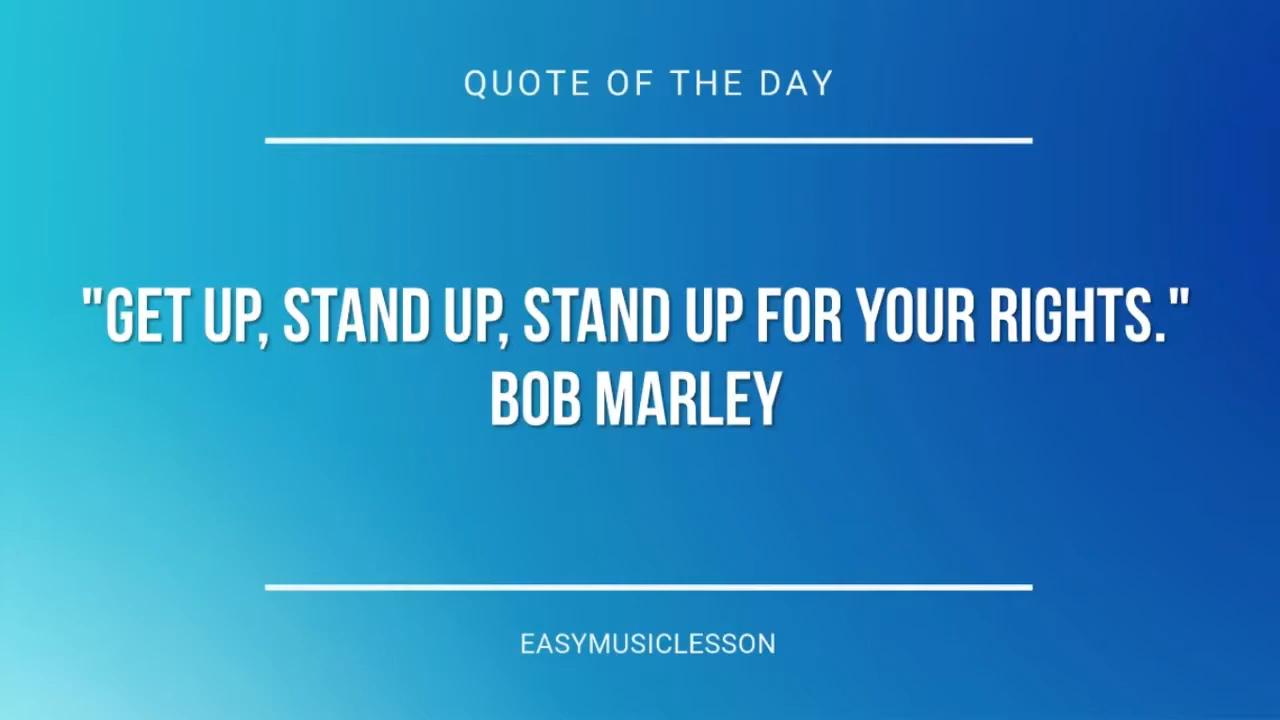 QUOTE OF THE DAY
"GET UP, STAND UP, STAND UP FOR YOUR RIGHTS."
BOB MARLEY
EASYMUSICLESSON